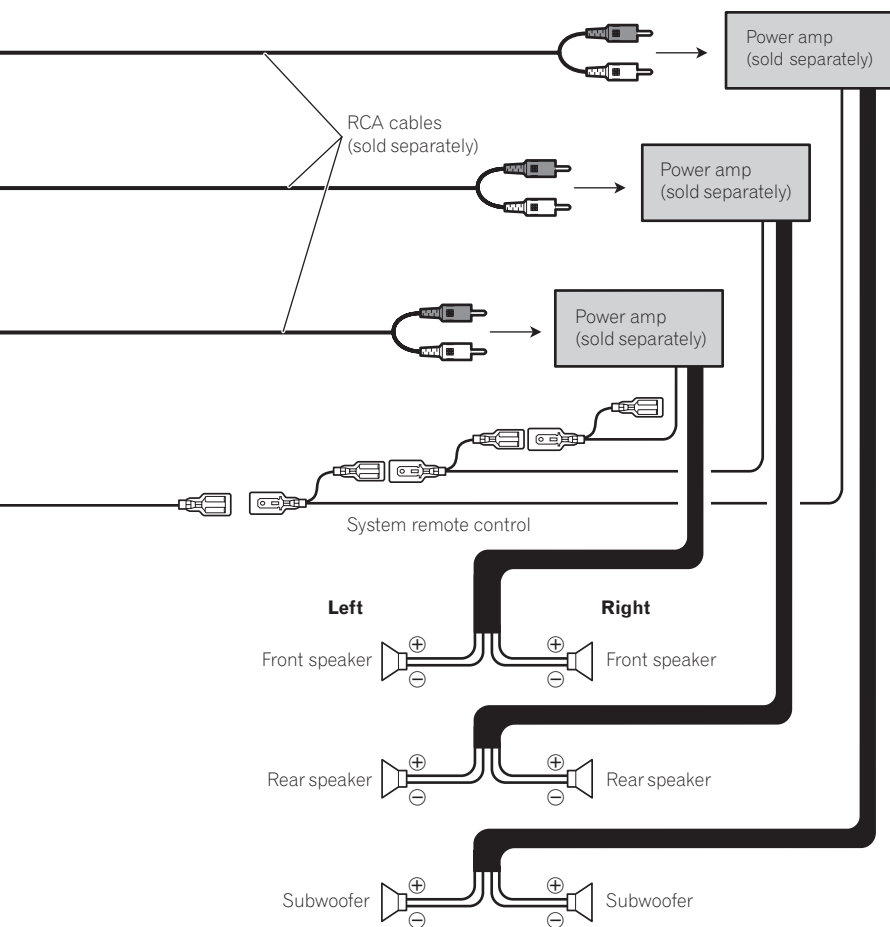 Power amp
(sold separately)
RCA cables
(sold separately)
Power amp
(sold separately)
Power amp
(sold separately)
System remote control
Left
Right
⊕
⊕
Front speaker
Front speaker
⊖
⊖
⊕
⊕
Rear speaker
Rear speaker
⊖
⊖
⊕
⊕
Subwoofer
Subwoofer
⊖
⊖